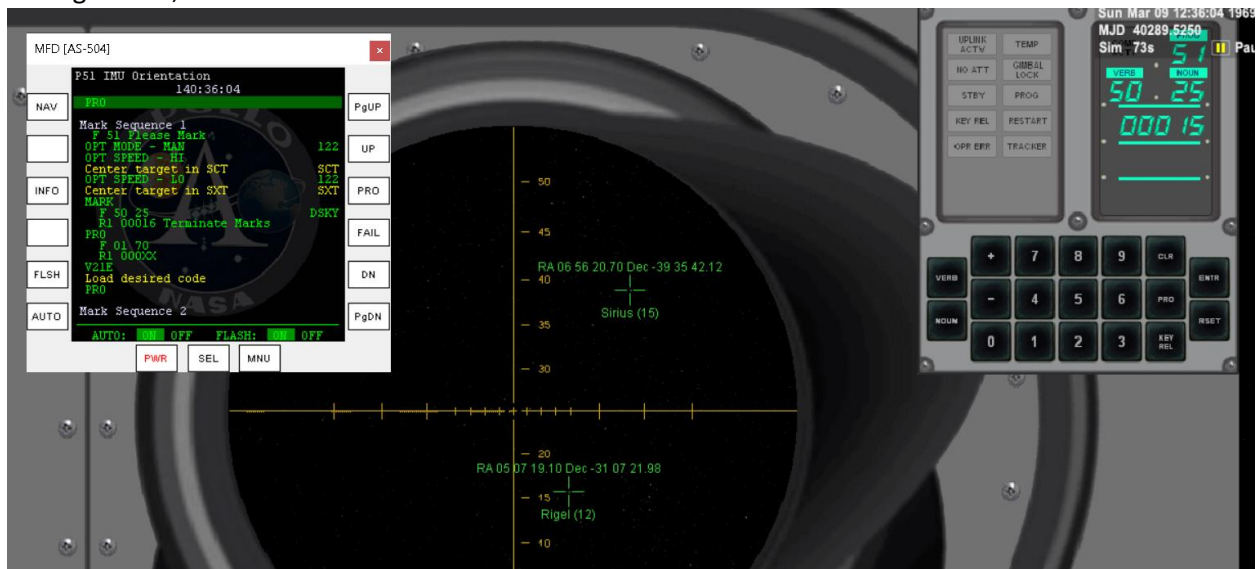 MFD [AS-504]
×
NAV
INFO
FLSH
AUTO
P51 IMU Orientation
140:36:04
PRO
Mark Sequence 1
F 51 Please Mark
OPT MODE - MAN 122
OPT SPEED - HI
Center target in SCT SCT
OPT SPEED - LO 122
Center target in SXT SXT
MARK
F 50 25 DSKY
R1 00016 Terminate Marks
PRO
F 01 70
R1 000XX
V21E
Load desired code
PRO
Mark Sequence 2
AUTO: ON OFF FLASH: ON OFF
PgUP
UP
PRO
FAIL
DN
PgDN
PWR SEL MNU
50
45
RA 06 56 20.70 Dec -39 35 42.12
40
Sirius (15)
35
30
20
RA 05 07 19.10 Dec -31 07 21.98
15
Rigel (12)
10
Sun Mar 09 12:36:04 1969
MJD 40289.5250
Sim 73s Pau
UPLINK ACTY TEMP
NO ATT GIMBAL LOCK
STBY PROG
KEY REL RESTART
OPR ERR TRACKER
51
VERB NOUN
50 25
00015
VERB
NOUN
+ 7 8 9 CLR
- 4 5 6 PRO
0 1 2 3 KEY REL
ENTR
RSET